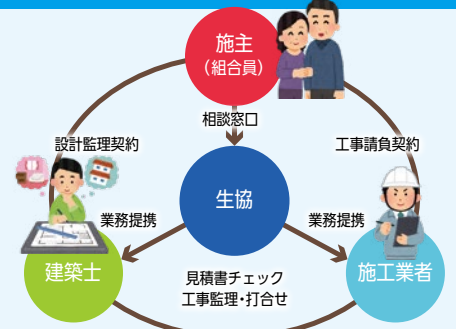 施主
(組合員)
相談窓口
設計監理契約
工事請負契約
生協
業務提携
業務提携
建築士
施工業者
見積書チェック
工事監理・打合せ